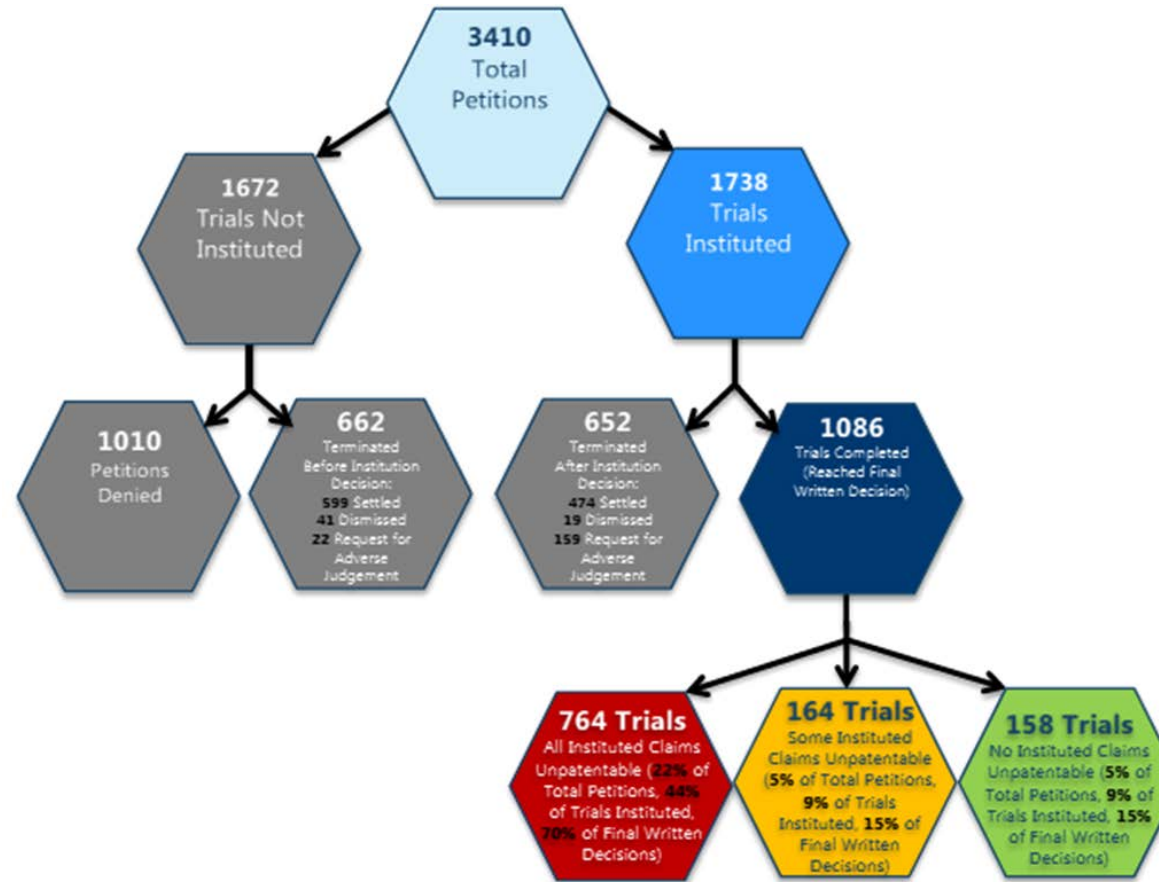 3410
Total
Petitions
1672
Trials Not
Instituted
1738
Trials
Instituted
1010
Petitions
Denied
662
Terminated
Before Institution
Decision:
599 Settled
41 Dismissed
22 Request for
Adverse
Judgement
652
Terminated
After Institution
Decision:
474 Settled
19 Dismissed
159 Request for
Adverse
Judgement
1086
Trials Completed
(Reached Final
Written Decision)
764 Trials
All Instituted Claims
Unpatentable (22% of
Total Petitions, 44%
of Trials Instituted,
70% of Final Written
Decisions)
164 Trials
Some Instituted
Claims Unpatentable
(5% of Total Petitions,
9% of Trials
Instituted, 15% of
Final Written
Decisions)
158 Trials
No Instituted Claims
Unpatentable (5% of
Total Petitions, 9% of
Trials Instituted, 15%
of Final Written
Decisions)